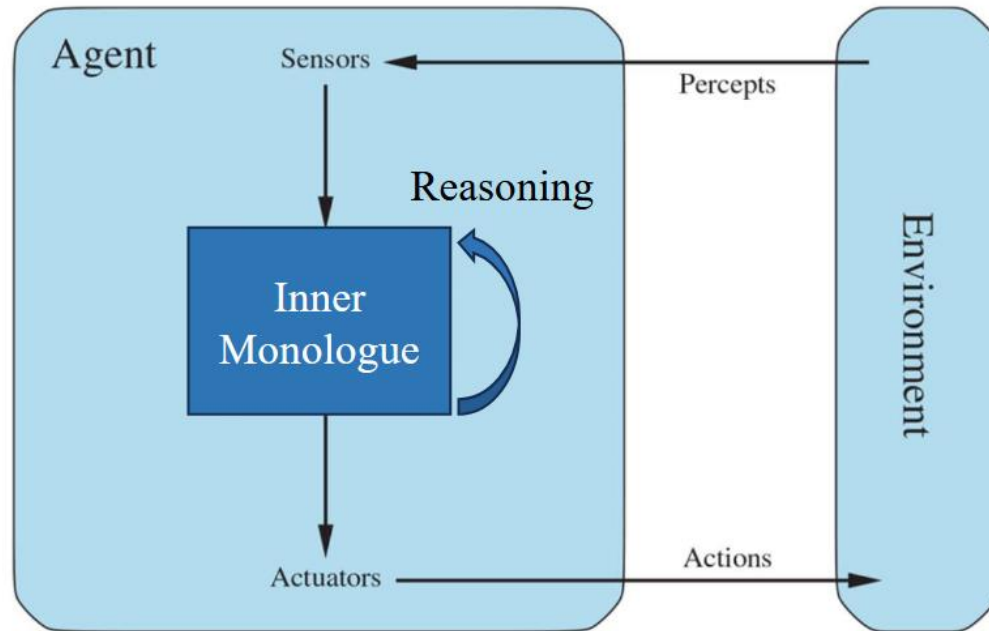 Agent
Sensors
Percepts
Reasoning
Inner
Monologue
Environment
Actuators
Actions